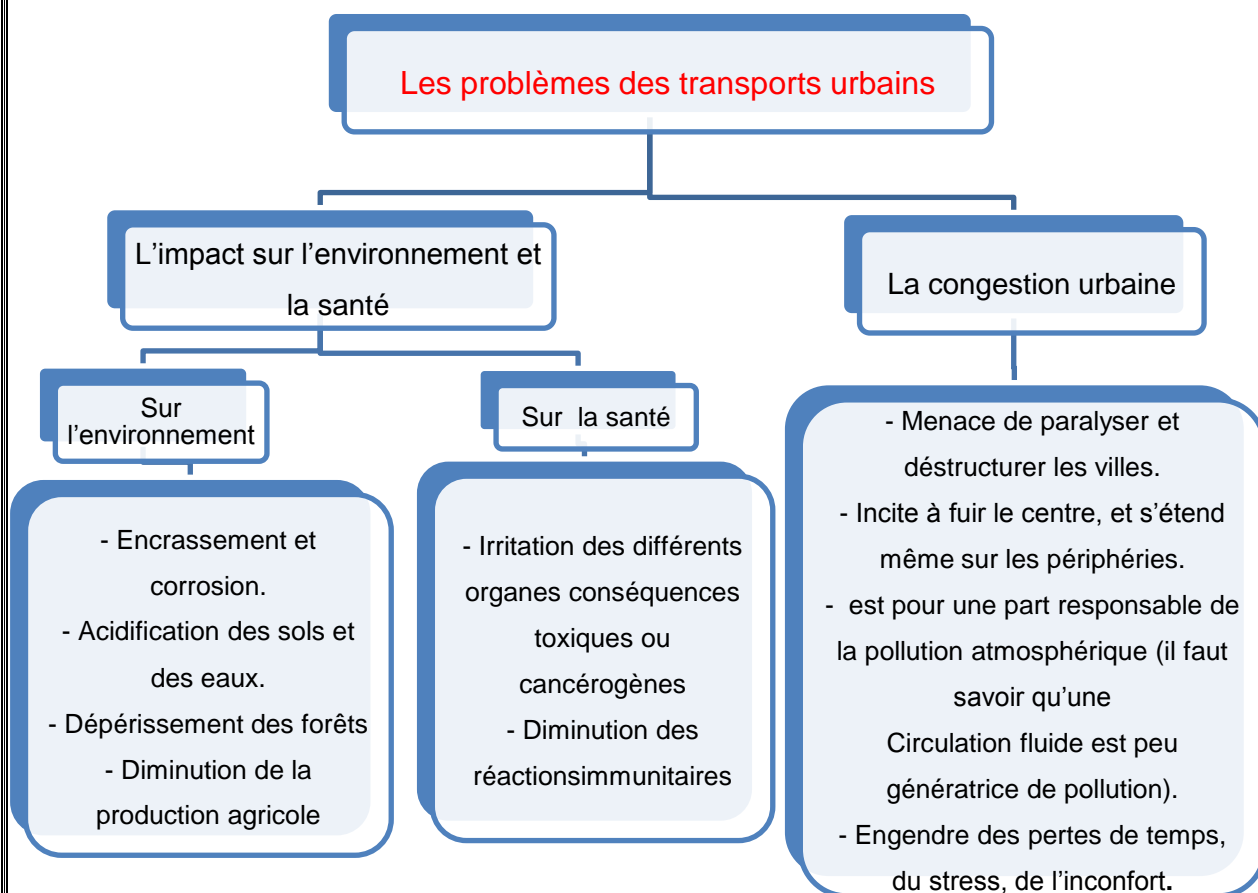 Les problèmes des transports urbains
L’impact sur l’environnement et
la santé
La congestion urbaine
Sur
l’environnement
Sur la santé
- Encrassement et
corrosion.
- Acidification des sols et
des eaux.
- Dépérissement des forêts
- Diminution de la
production agricole
- Irritation des différents
organes conséquences
toxiques ou
cancérogènes
- Diminution des
réactionsimmunitaires
- Menace de paralyser et
déstructurer les villes.
- Incite à fuir le centre, et s’étend
même sur les périphéries.
- est pour une part responsable de
la pollution atmosphérique (il faut
savoir qu’une
Circulation fluide est peu
génératrice de pollution).
- Engendre des pertes de temps,
du stress, de l’inconfort.